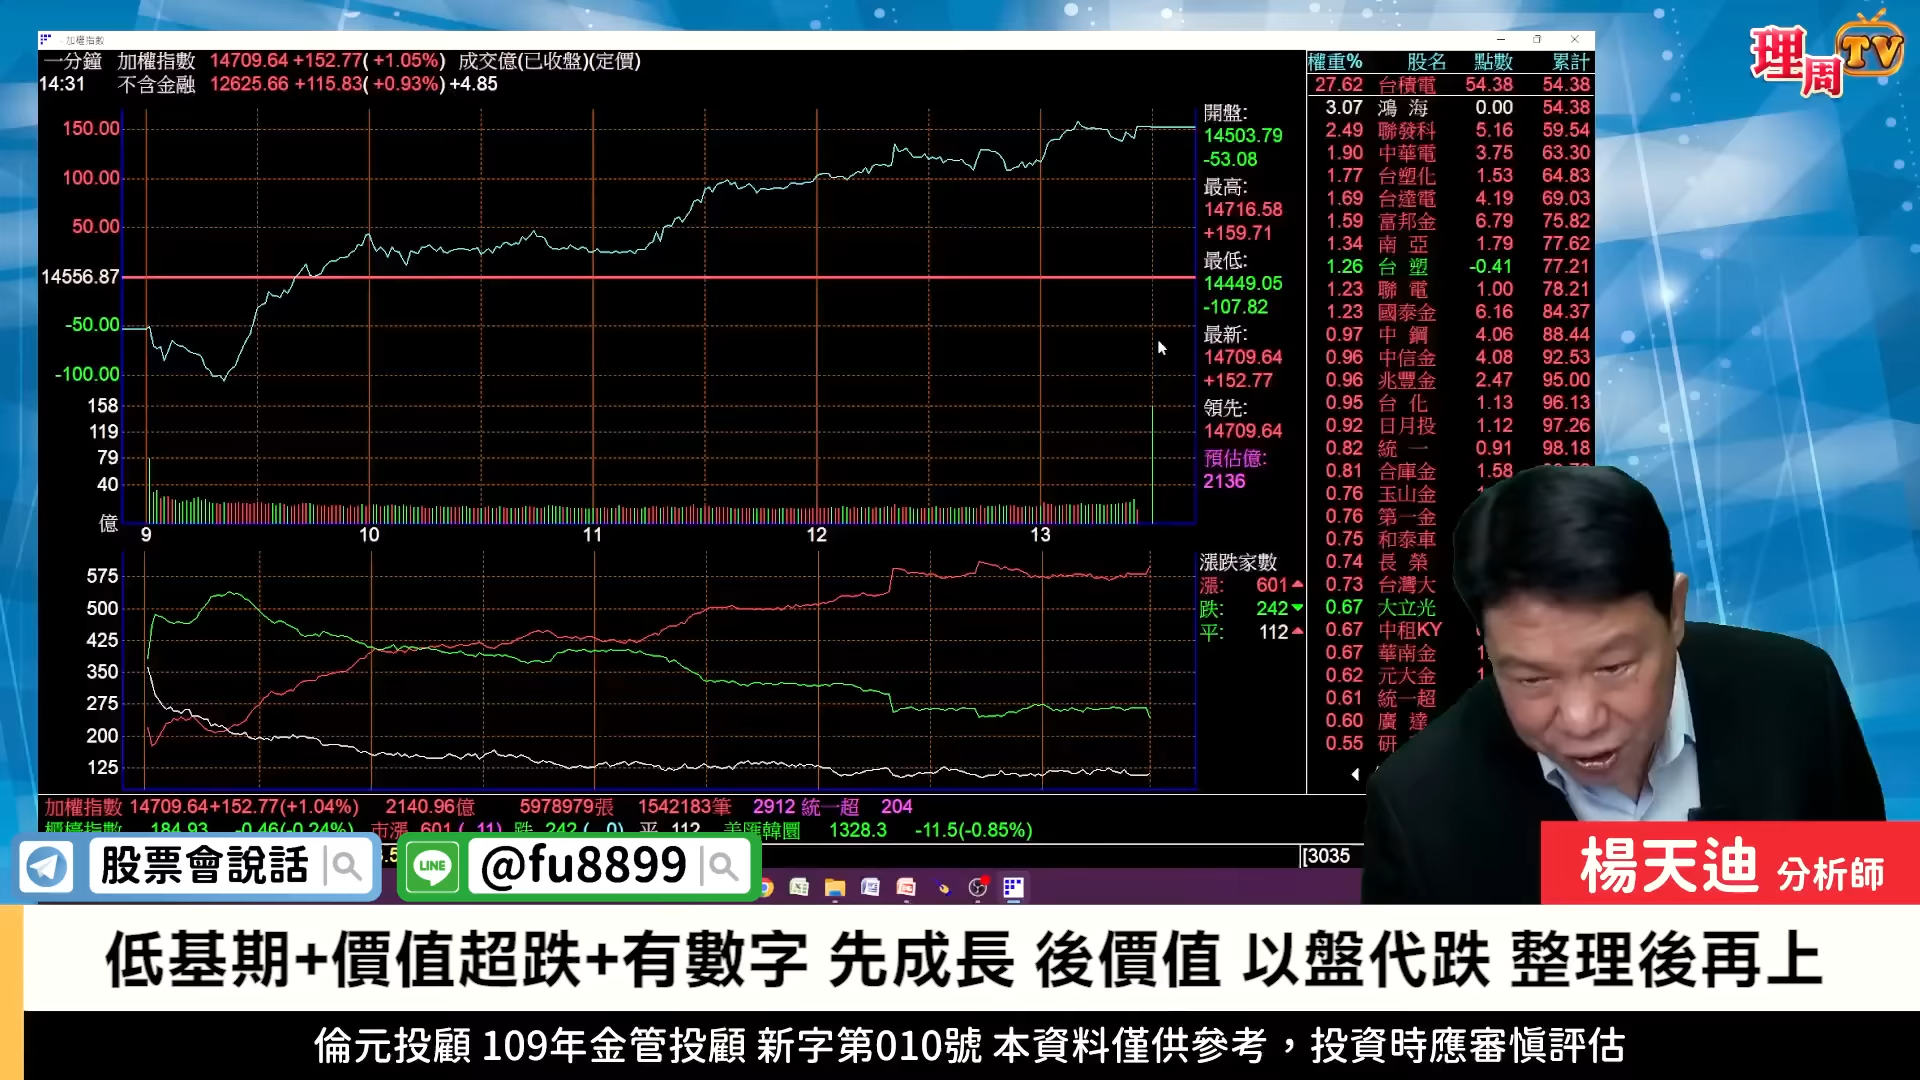 理周TV
加權指數
一分鐘 加權指數 14709.64 +152.77( +1.05%) 成交億(已收盤)(定價)
14:31 不含金融 12625.66 +115.83( +0.93%) +4.85
150.00
100.00
50.00
14556.87
-50.00
-100.00
158
119
79
40
億
9 10 11 12 13
開盤:
14503.79
-53.08
最高:
14716.58
+159.71
最低:
14449.05
-107.82
最新:
14709.64
+152.77
領先:
14709.64
預估億:
2136
575
500
425
350
275
200
125
漲跌家數
漲: 601
跌: 242
平: 112
權重% 股名 點數 累計
27.62 台積電 54.38 54.38
3.07 鴻海 0.00 54.38
2.49 聯發科 5.16 59.54
1.90 中華電 3.75 63.30
1.77 台塑化 1.53 64.83
1.69 台達電 4.19 69.03
1.59 富邦金 6.79 75.82
1.34 南亞 1.79 77.62
1.26 台塑 -0.41 77.21
1.23 聯電 1.00 78.21
1.23 國泰金 6.16 84.37
0.97 中鋼 4.06 88.44
0.96 中信金 4.08 92.53
0.96 兆豐金 2.47 95.00
0.95 台化 1.13 96.13
0.92 日月投 1.12 97.26
0.82 統一 0.91 98.18
0.81 合庫金 1.58
0.76 玉山金
0.76 第一金
0.75 和泰車
0.74 長榮
0.73 台灣大
0.67 大立光
0.67 中租KY
0.67 華南金
0.62 元大金
0.61 統一超
0.60 廣達
0.55 研
加權指數 14709.64+152.77(+1.04%) 2140.96億 5978979張 1542183筆 2912 統一超 204
櫃檯指數 184.93 -0.46(-0.24%) 市漲 601 ( 11) 跌 242 ( 0) 平 112 美匯韓圜 1328.3 -11.5(-0.85%)
[3035
股票會說話
LINE @fu8899
楊天迪 分析師
低基期+價值超跌+有數字 先成長 後價值 以盤代跌 整理後再上
倫元投顧 109年金管投顧 新字第010號 本資料僅供參考，投資時應審慎評估